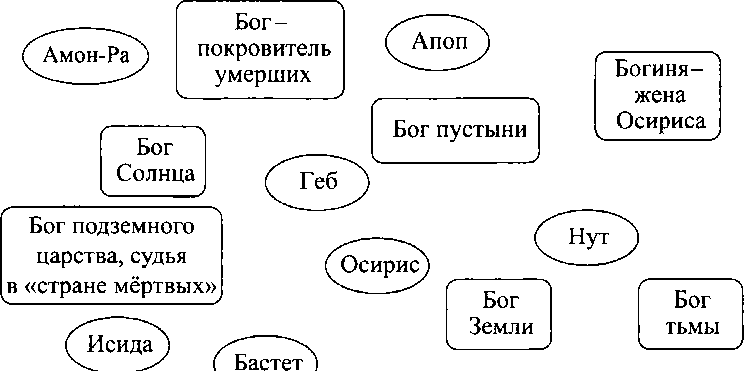 Амон-Ра
Бог –
покровитель
умерших
Апоп
Богиня –
жена
Осириса
Бог пустыни
Бог
Солнца
Геб
Бог подземного
царства, судья
в «стране мёртвых»
Осирис
Нут
Бог
Земли
Бог
тьмы
Исида
Бастет